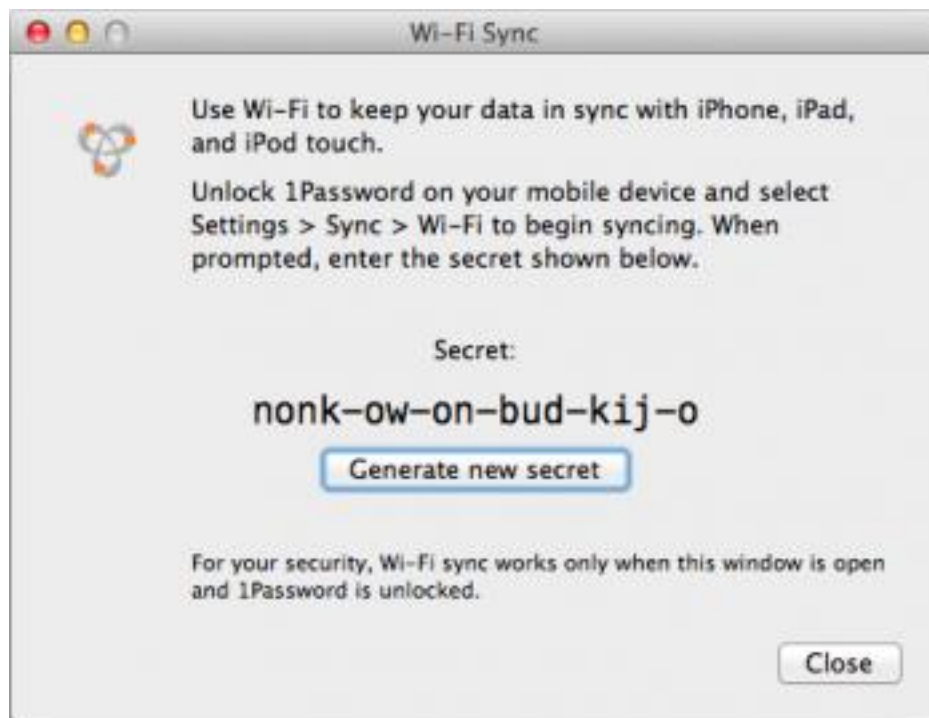 Wi-Fi Sync
Use Wi-Fi to keep your data in sync with iPhone, iPad,
and iPod touch.
Unlock 1Password on your mobile device and select
Settings > Sync > Wi-Fi to begin syncing. When
prompted, enter the secret shown below.
Secret:
nonk-ow-on-bud-kij-o
Generate new secret
For your security, Wi-Fi sync works only when this window is open
and 1Password is unlocked.
Close